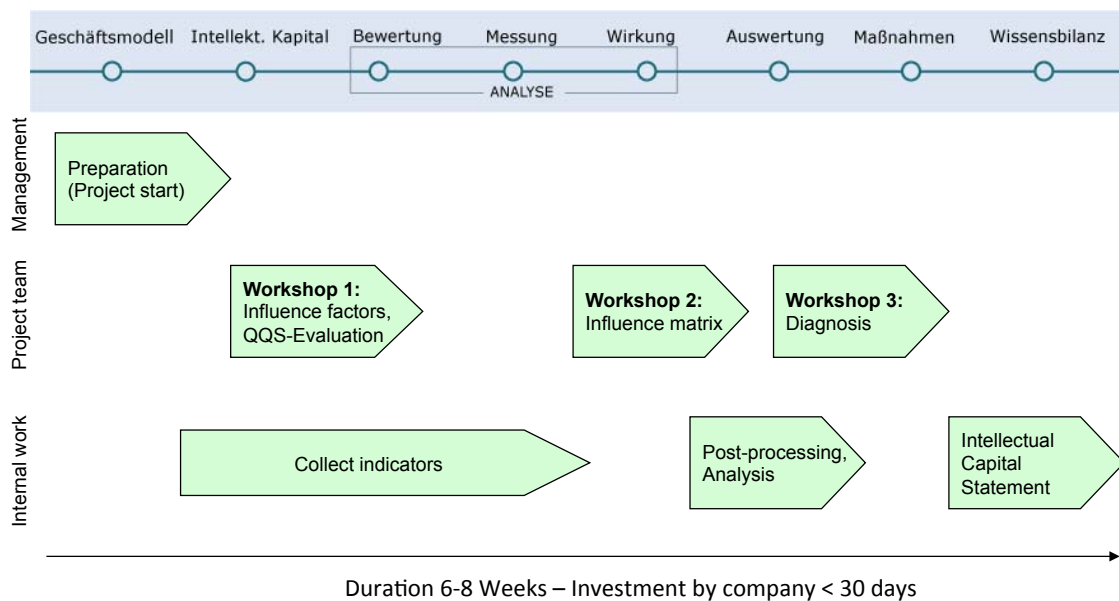 Geschäftsmodell Intellekt. Kapital Bewertung Messung Wirkung Auswertung Maßnahmen Wissensbilanz
ANALYSE
Management
Preparation
(Project start)
Project team
Workshop 1:
Influence factors,
QQS-Evaluation
Workshop 2:
Influence matrix
Workshop 3:
Diagnosis
Internal work
Collect indicators
Post-processing,
Analysis
Intellectual
Capital
Statement
Duration 6-8 Weeks – Investment by company < 30 days